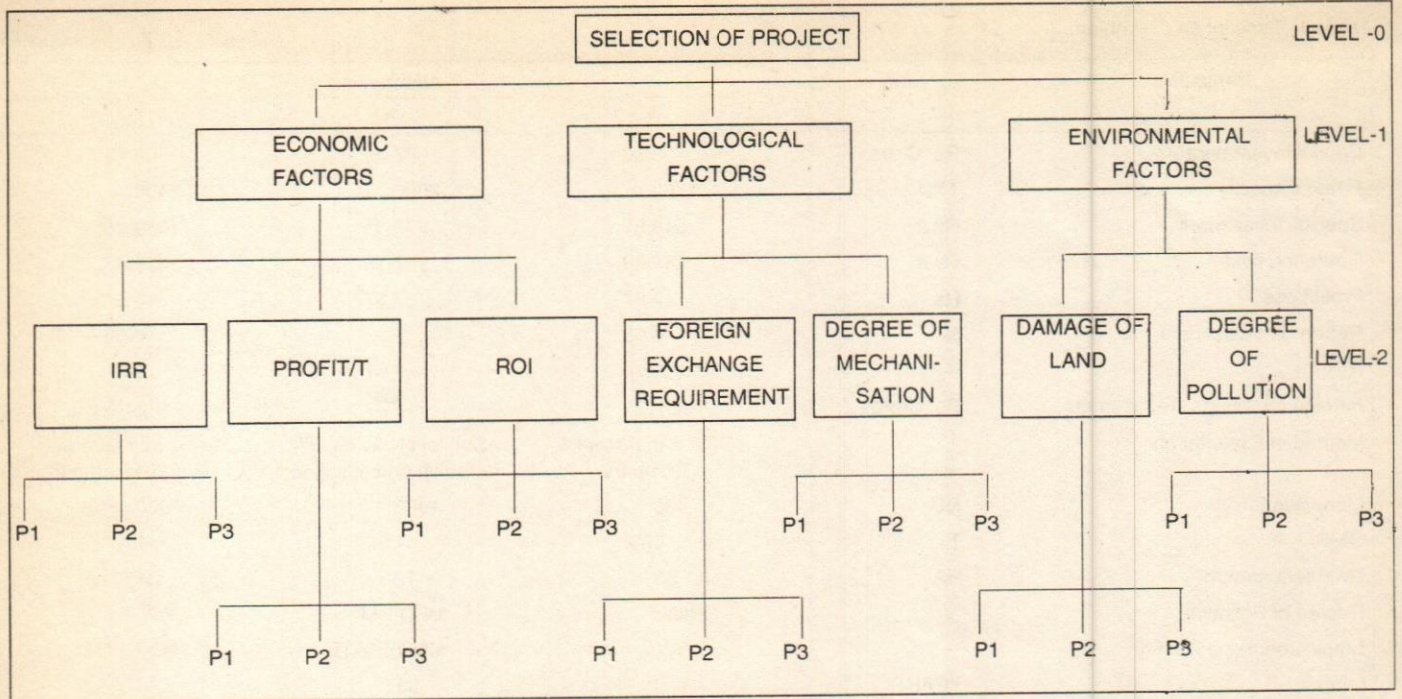 SELECTION OF PROJECT
LEVEL -0
ECONOMIC
FACTORS
TECHNOLOGICAL
FACTORS
ENVIRONMENTAL
FACTORS
LEVEL-1
IRR
PROFIT/T
ROI
FOREIGN
EXCHANGE
REQUIREMENT
DEGREE OF
MECHANI-
SATION
DAMAGE OF
LAND
DEGREE
OF
POLLUTION
LEVEL-2
P1 P2 P3
P1 P2 P3
P1 P2 P3
P1 P2 P3
P1 P2 P3
P1 P2 P3
P1 P2 P3